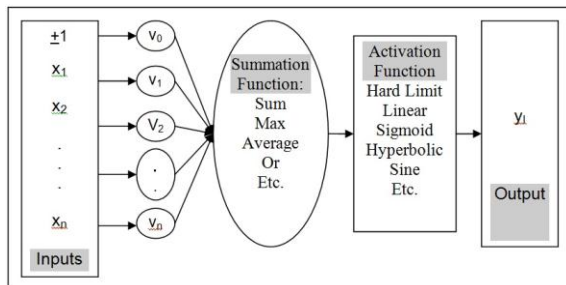 ±1
x1
x2
.
.
.
xn
Inputs
v0
v1
V2
.
.
vn
Summation
Function:
Sum
Max
Average
Or
Etc.
Activation
Function
Hard Limit
Linear
Sigmoid
Hyperbolic
Sine
Etc.
yl
Output